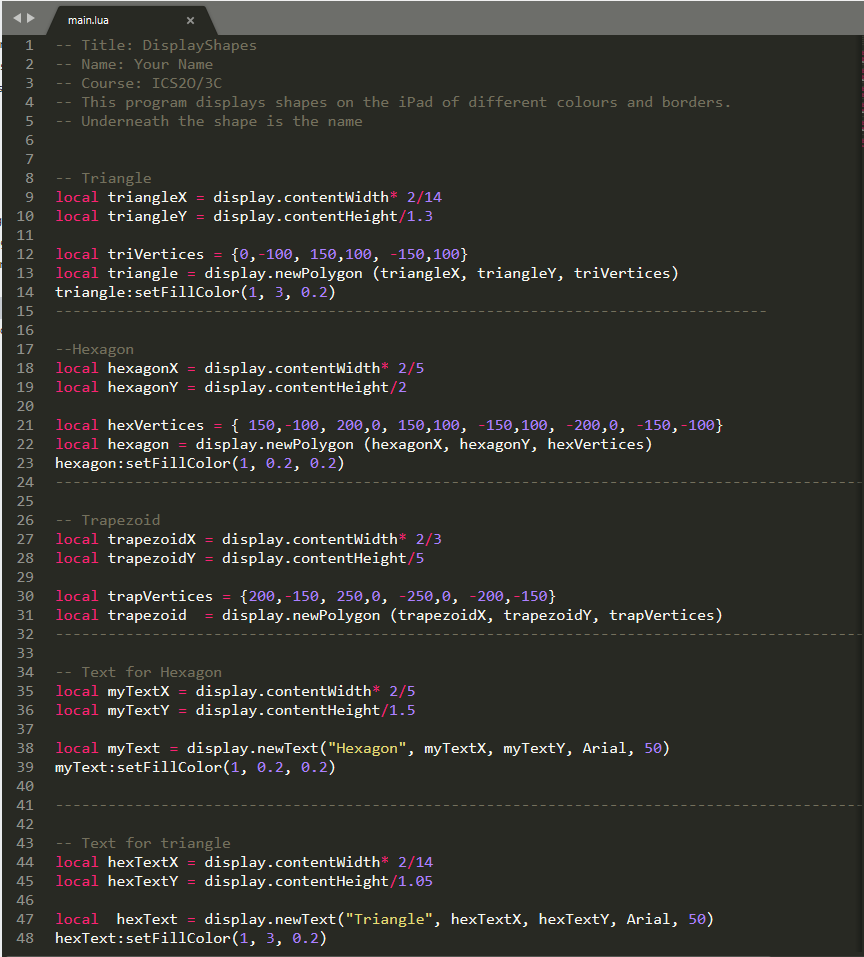 main.lua
1 -- Title: DisplayShapes
2 -- Name: Your Name
3 -- Course: ICS2O/3C
4 -- This program displays shapes on the iPad of different colours and borders.
5 -- Underneath the shape is the name
6
7
8 -- Triangle
9 local triangleX = display.contentWidth* 2/14
10 local triangleY = display.contentHeight/1.3
11
12 local triVertices = {0,-100, 150,100, -150,100}
13 local triangle = display.newPolygon (triangleX, triangleY, triVertices)
14 triangle:setFillColor(1, 3, 0.2)
15 ---------------------------------------------------------------------------------
16
17 --Hexagon
18 local hexagonX = display.contentWidth* 2/5
19 local hexagonY = display.contentHeight/2
20
21 local hexVertices = { 150,-100, 200,0, 150,100, -150,100, -200,0, -150,-100}
22 local hexagon = display.newPolygon (hexagonX, hexagonY, hexVertices)
23 hexagon:setFillColor(1, 0.2, 0.2)
24 --------------------------------------------------------------------------------------------
25
26 -- Trapezoid
27 local trapezoidX = display.contentWidth* 2/3
28 local trapezoidY = display.contentHeight/5
29
30 local trapVertices = {200,-150, 250,0, -250,0, -200,-150}
31 local trapezoid  = display.newPolygon (trapezoidX, trapezoidY, trapVertices)
32 --------------------------------------------------------------------------------------------
33
34 -- Text for Hexagon
35 local myTextX = display.contentWidth* 2/5
36 local myTextY = display.contentHeight/1.5
37
38 local myText = display.newText("Hexagon", myTextX, myTextY, Arial, 50)
39 myText:setFillColor(1, 0.2, 0.2)
40
41 --------------------------------------------------------------------------------------------
42
43 -- Text for triangle
44 local hexTextX = display.contentWidth* 2/14
45 local hexTextY = display.contentHeight/1.05
46
47 local  hexText = display.newText("Triangle", hexTextX, hexTextY, Arial, 50)
48 hexText:setFillColor(1, 3, 0.2)